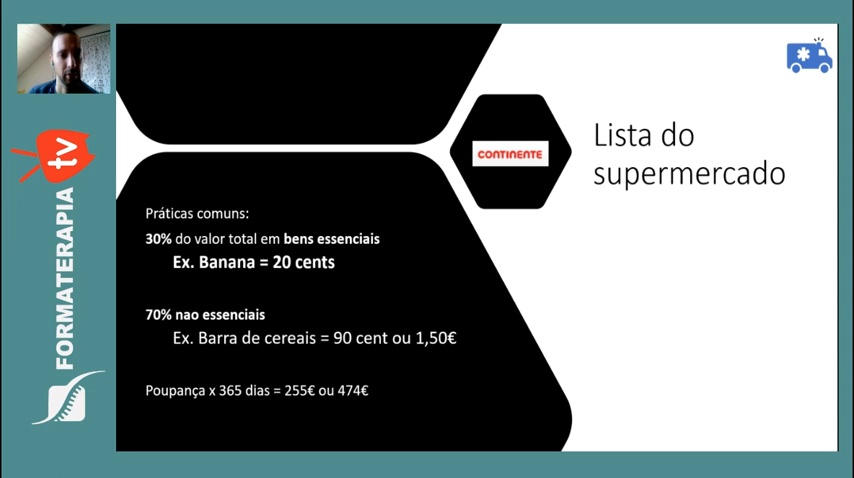 FORMATERAPIA tv
CONTINENTE
Lista do
supermercado
Práticas comuns:
30% do valor total em bens essenciais
Ex. Banana = 20 cents
70% nao essenciais
Ex. Barra de cereais = 90 cent ou 1,50€
Poupança x 365 dias = 255€ ou 474€